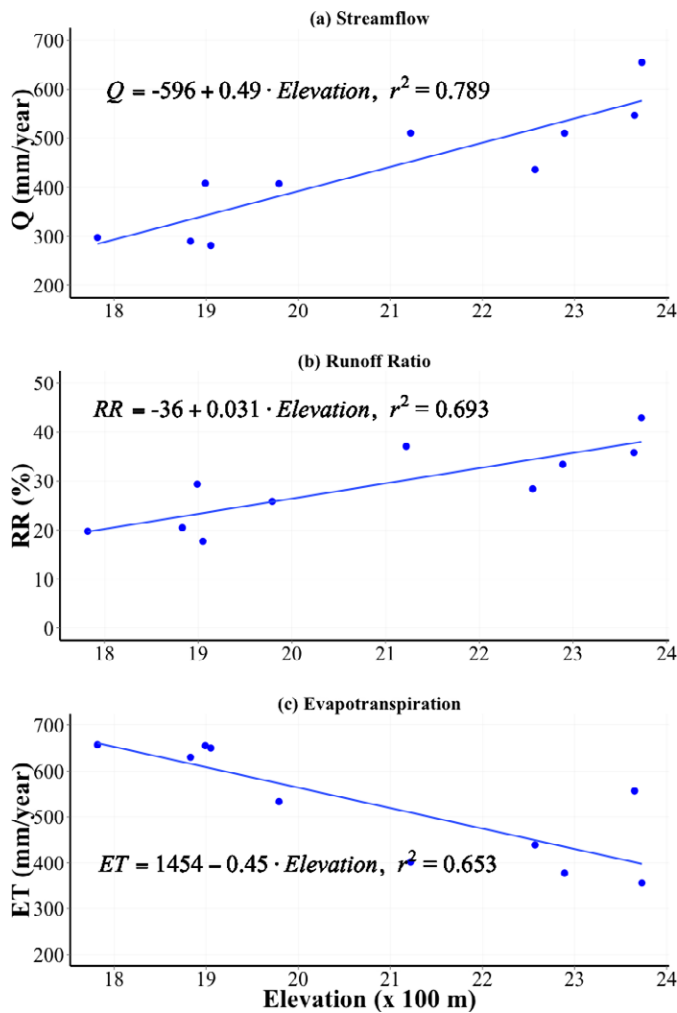 (a) Streamflow
700
600
500
400
300
200
Q (mm/year)
Q = -596 + 0.49 · Elevation, r² = 0.789
18 19 20 21 22 23 24
(b) Runoff Ratio
50
40
30
20
10
0
RR (%)
RR = -36 + 0.031 · Elevation, r² = 0.693
18 19 20 21 22 23 24
(c) Evapotranspiration
700
600
500
400
300
200
ET (mm/year)
ET = 1454 – 0.45 · Elevation, r² = 0.653
18 19 20 21 22 23 24
Elevation (x 100 m)